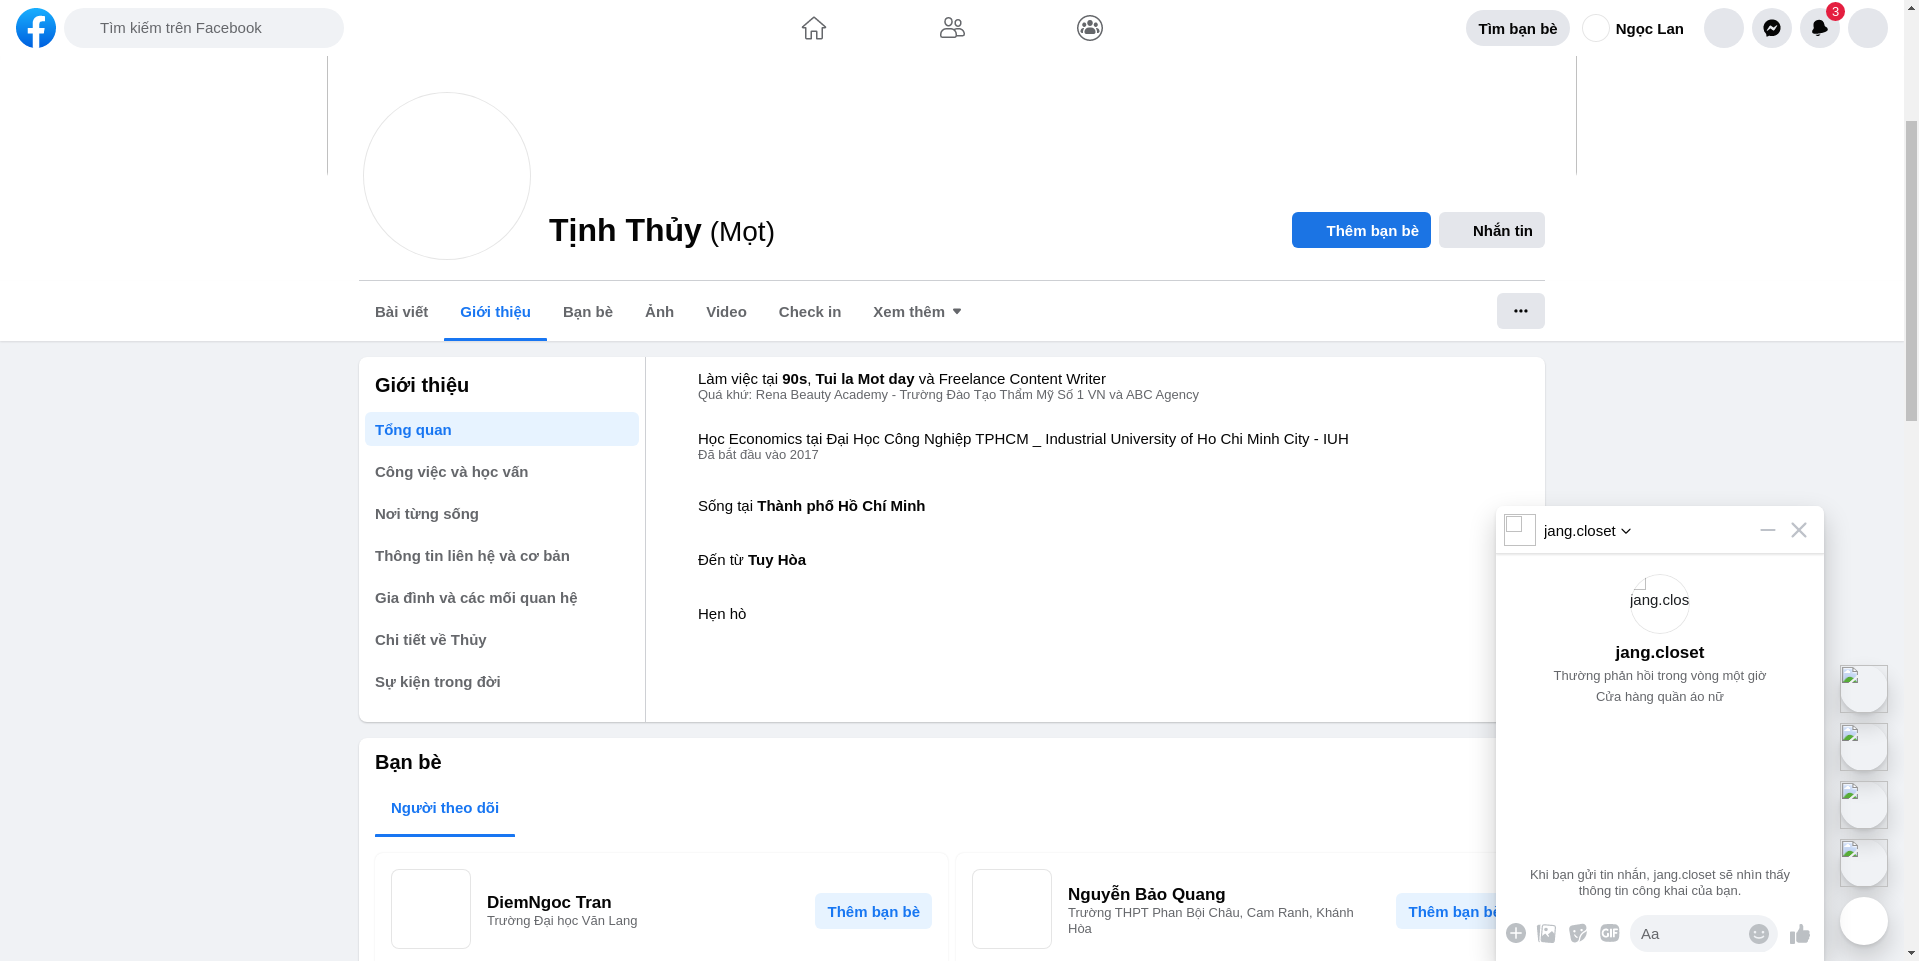 Tìm kiếm trên Facebook
Tìm bạn bè
Ngọc Lan
3
Tịnh Thủy (Mọt)
Thêm bạn bè
Nhắn tin
Bài viết
Giới thiệu
Bạn bè
Ảnh
Video
Check in
Xem thêm
Giới thiệu
Tổng quan
Công việc và học vấn
Nơi từng sống
Thông tin liên hệ và cơ bản
Gia đình và các mối quan hệ
Chi tiết về Thủy
Sự kiện trong đời
Làm việc tại 90s, Tui la Mot day và Freelance Content Writer
Quá khứ: Rena Beauty Academy - Trường Đào Tạo Thẩm Mỹ Số 1 VN và ABC Agency
Học Economics tại Đại Học Công Nghiệp TPHCM _ Industrial University of Ho Chi Minh City - IUH
Đã bắt đầu vào 2017
Sống tại Thành phố Hồ Chí Minh
Đến từ Tuy Hòa
Hẹn hò
Bạn bè
Người theo dõi
DiemNgoc Tran
Trường Đại học Văn Lang
Thêm bạn bè
Nguyễn Bảo Quang
Trường THPT Phan Bội Châu, Cam Ranh, Khánh
Hòa
Thêm bạn bè
jang.closet
jang.clos
jang.closet
Thường phản hồi trong vòng một giờ
Cửa hàng quần áo nữ
Khi bạn gửi tin nhắn, jang.closet sẽ nhìn thấy
thông tin công khai của bạn.
GIF
Aa